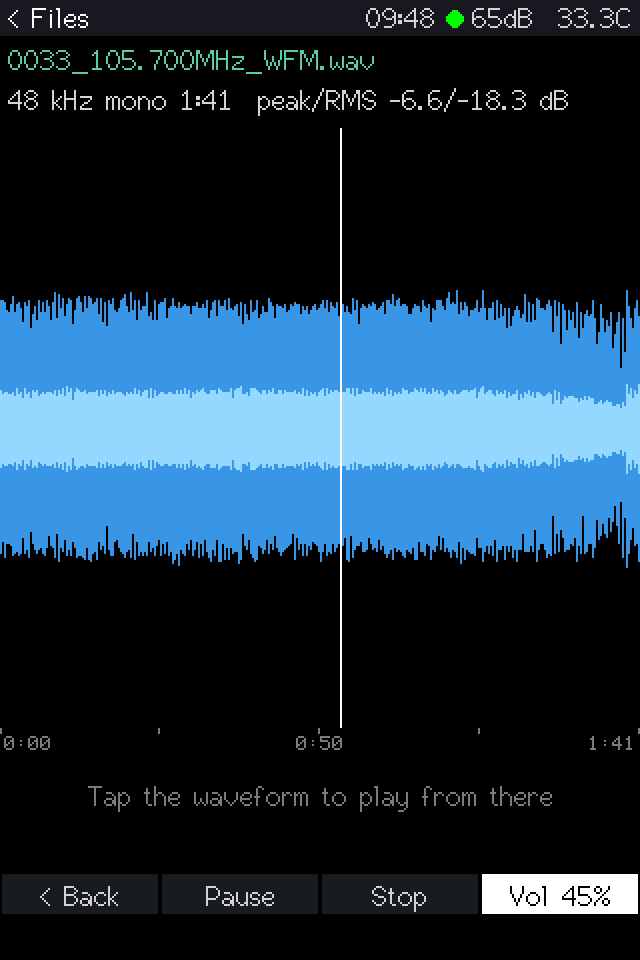 < Files 09:48 65dB 33.3C
0033_105.700MHz_WFM.wav
48 kHz mono 1:41 peak/RMS -6.6/-18.3 dB
0:00 0:50 1:41
Tap the waveform to play from there
< Back Pause Stop Vol 45%